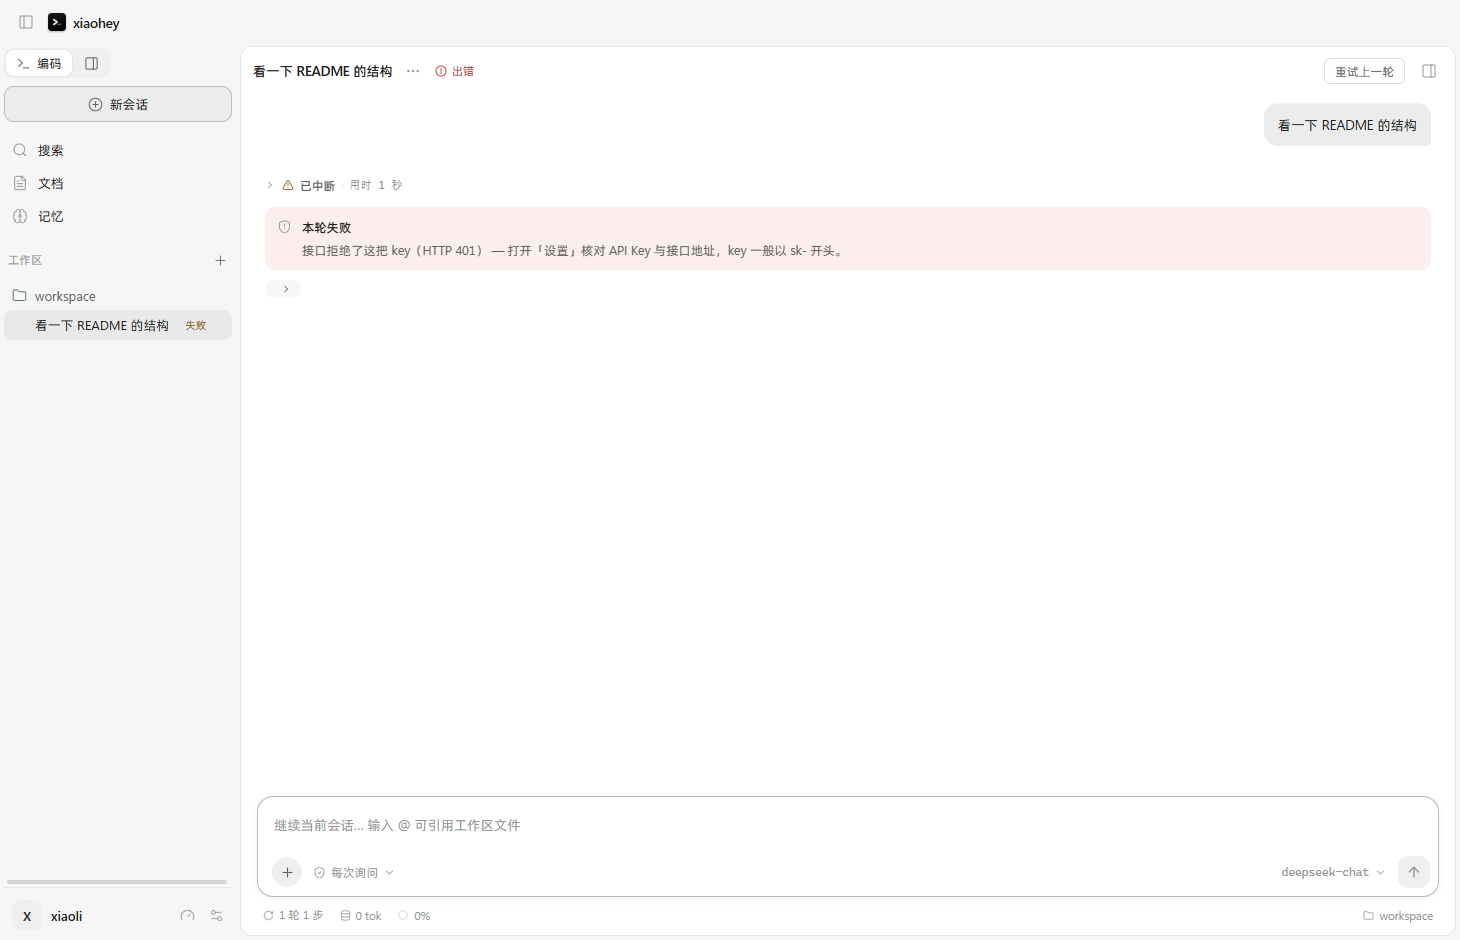 xiaohey
编码
新会话
搜索
文档
记忆
工作区
workspace
看一下 README 的结构 失败
X xiaoli
看一下 README 的结构 ··· 出错 重试上一轮
看一下 README 的结构
已中断 · 用时 1 秒
本轮失败
接口拒绝了这把 key（HTTP 401） — 打开「设置」核对 API Key 与接口地址，key 一般以 sk- 开头。
继续当前会话... 输入 @ 可引用工作区文件
每次询问 deepseek-chat
1 轮 1 步 0 tok 0% workspace